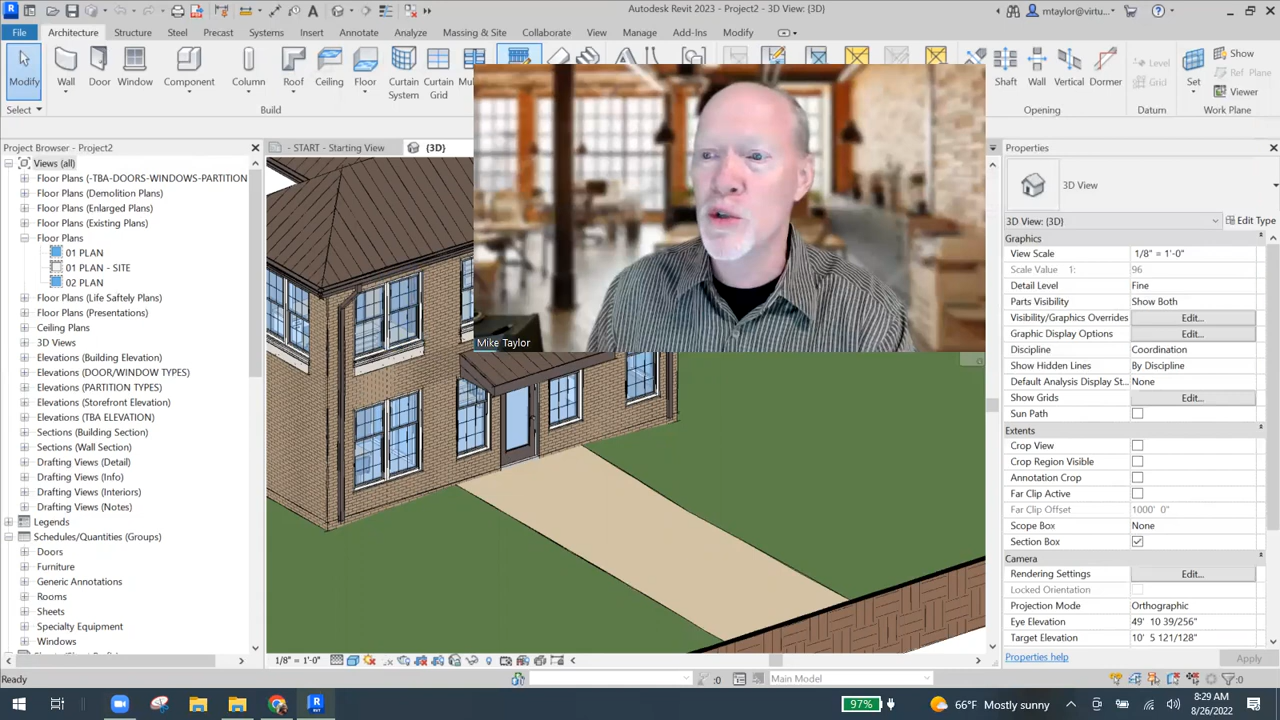 Autodesk Revit 2023 - Project2 - 3D View: {3D}
mtaylor@virtu...
File Architecture Structure Steel Precast Systems Insert Annotate Analyze Massing & Site Collaborate View Manage Add-Ins Modify
Modify Wall Door Window Component Column Roof Ceiling Floor Curtain System Curtain Grid
Shaft Wall Vertical Dormer Level Grid Set Show Ref Plane Viewer
Select Build Opening Datum Work Plane
Project Browser - Project2
- START - Starting View
{3D}
Views (all)
Floor Plans (-TBA-DOORS-WINDOWS-PARTITION
Floor Plans (Demolition Plans)
Floor Plans (Enlarged Plans)
Floor Plans (Existing Plans)
Floor Plans
01 PLAN
01 PLAN - SITE
02 PLAN
Floor Plans (Life Saftely Plans)
Floor Plans (Presentations)
Ceiling Plans
3D Views
Elevations (Building Elevation)
Elevations (DOOR/WINDOW TYPES)
Elevations (PARTITION TYPES)
Elevations (Storefront Elevation)
Elevations (TBA ELEVATION)
Sections (Building Section)
Sections (Wall Section)
Drafting Views (Detail)
Drafting Views (Info)
Drafting Views (Interiors)
Drafting Views (Notes)
Legends
Schedules/Quantities (Groups)
Doors
Furniture
Generic Annotations
Rooms
Sheets
Specialty Equipment
Windows
Mike Taylor
Properties
3D View
3D View: {3D} Edit Type
Graphics
View Scale 1/8" = 1'-0"
Scale Value 1: 96
Detail Level Fine
Parts Visibility Show Both
Visibility/Graphics Overrides Edit...
Graphic Display Options Edit...
Discipline Coordination
Show Hidden Lines By Discipline
Default Analysis Display St... None
Show Grids Edit...
Sun Path
Extents
Crop View
Crop Region Visible
Annotation Crop
Far Clip Active
Far Clip Offset 1000' 0"
Scope Box None
Section Box
Camera
Rendering Settings Edit...
Locked Orientation
Projection Mode Orthographic
Eye Elevation 49' 10 39/256"
Target Elevation 10' 5 121/128"
Properties help Apply
1/8" = 1'-0"
Ready
:0
Main Model
:0
97%
66°F Mostly sunny
8:29 AM
8/26/2022